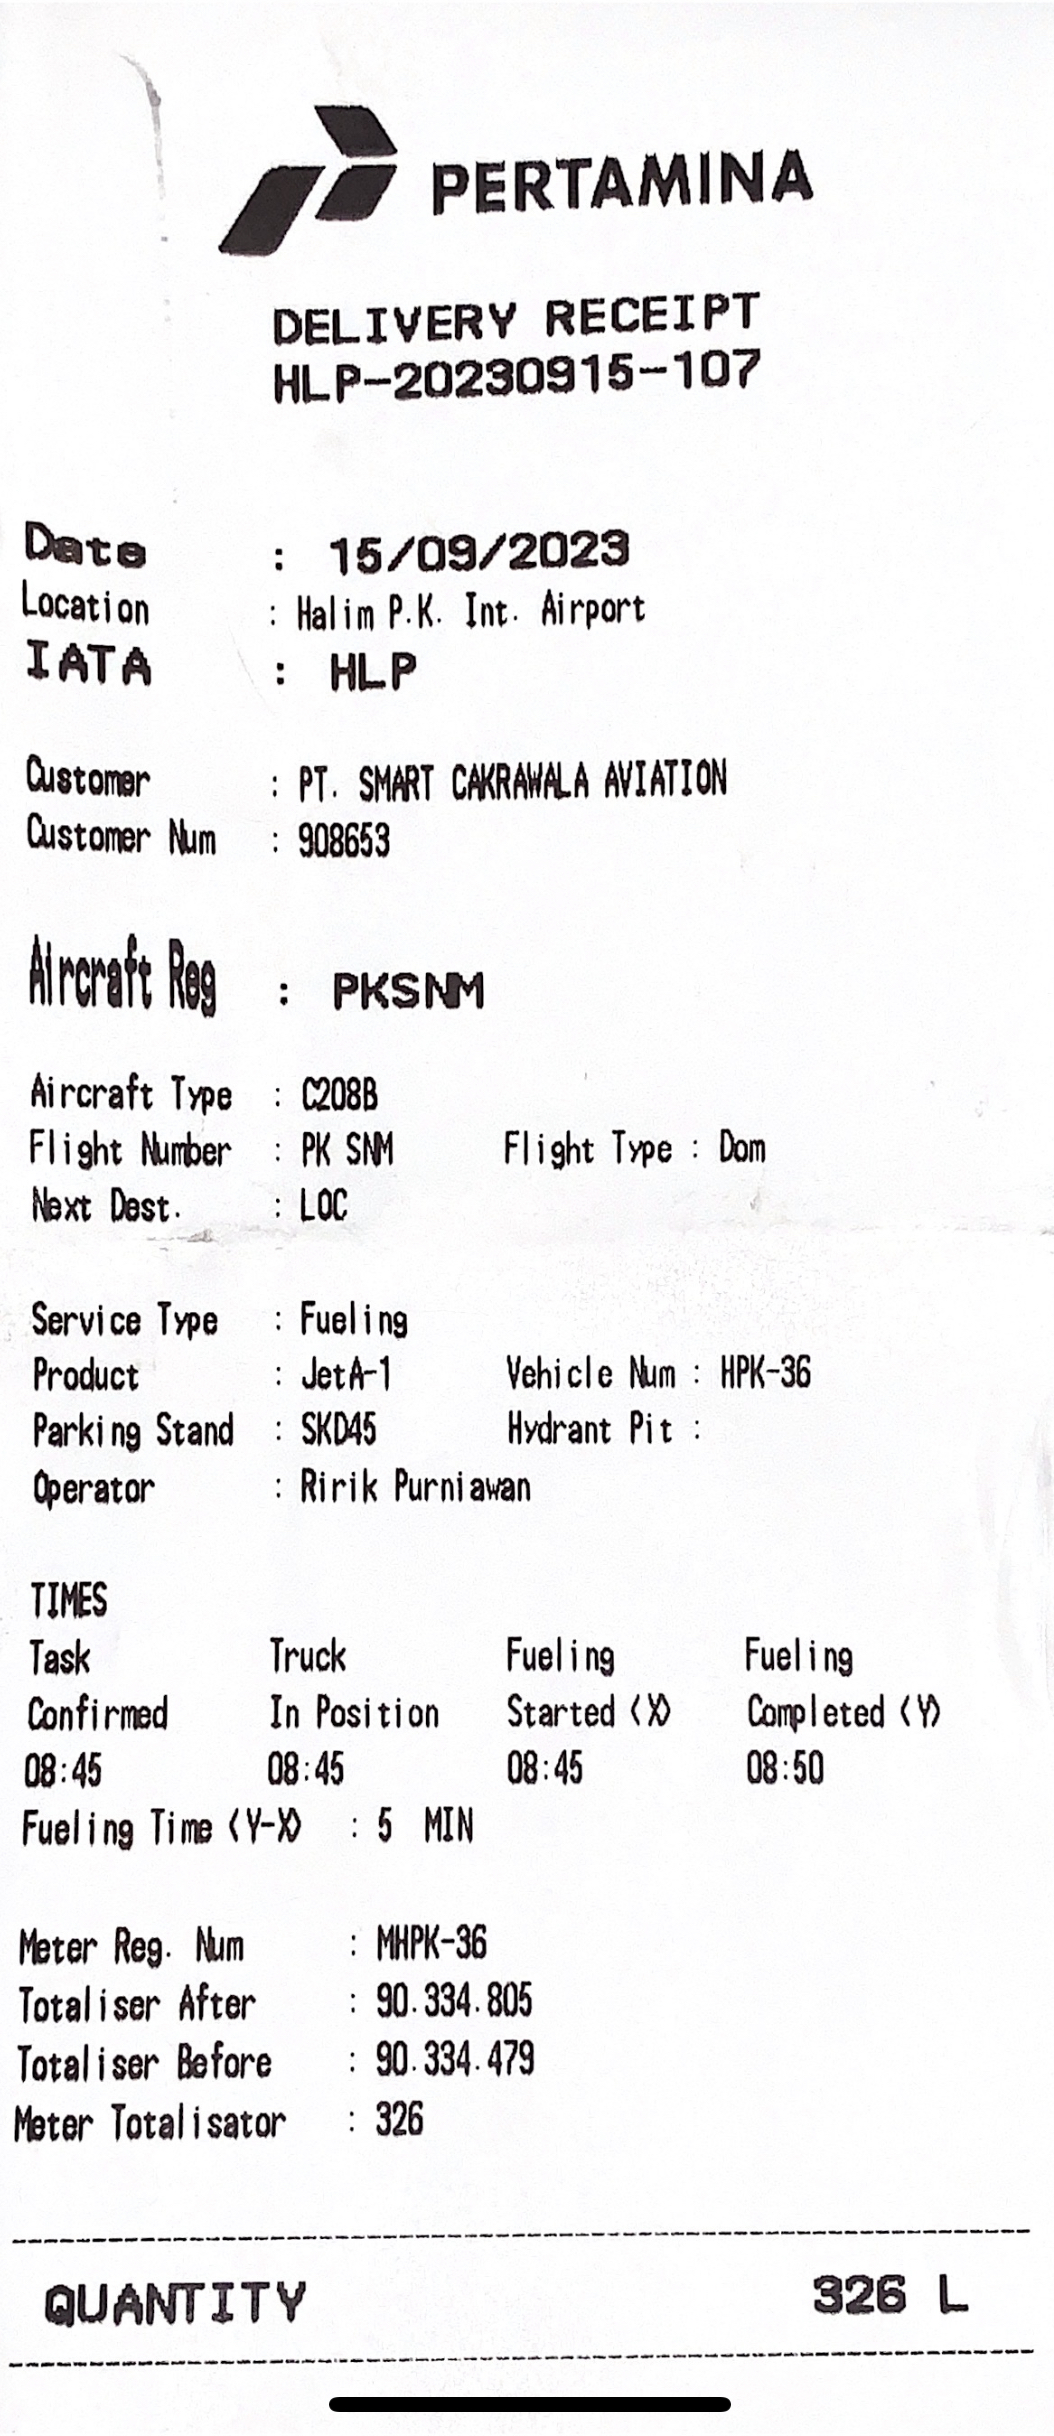 PERTAMINA
DELIVERY RECEIPT
HLP-20230915-107
Date : 15/09/2023
Location : Halim P.K. Int. Airport
IATA : HLP
Customer : PT. SMART CAKRAWALA AVIATION
Customer Num : 908653
Aircraft Reg : PKSNM
Aircraft Type : C208B
Flight Number : PK SNM Flight Type : Dom
Next Dest. : LOC
Service Type : Fueling
Product : JetA-1 Vehicle Num : HPK-36
Parking Stand : SKD45 Hydrant Pit :
Operator : Ririk Purniawan
TIMES
Task Truck Fueling Fueling
Confirmed In Position Started (X) Completed (Y)
08:45 08:45 08:45 08:50
Fueling Time (Y-X) : 5 MIN
Meter Reg. Num : MHPK-36
Totaliser After : 90.334.805
Totaliser Before : 90.334.479
Meter Totalisator : 326
QUANTITY 326 L